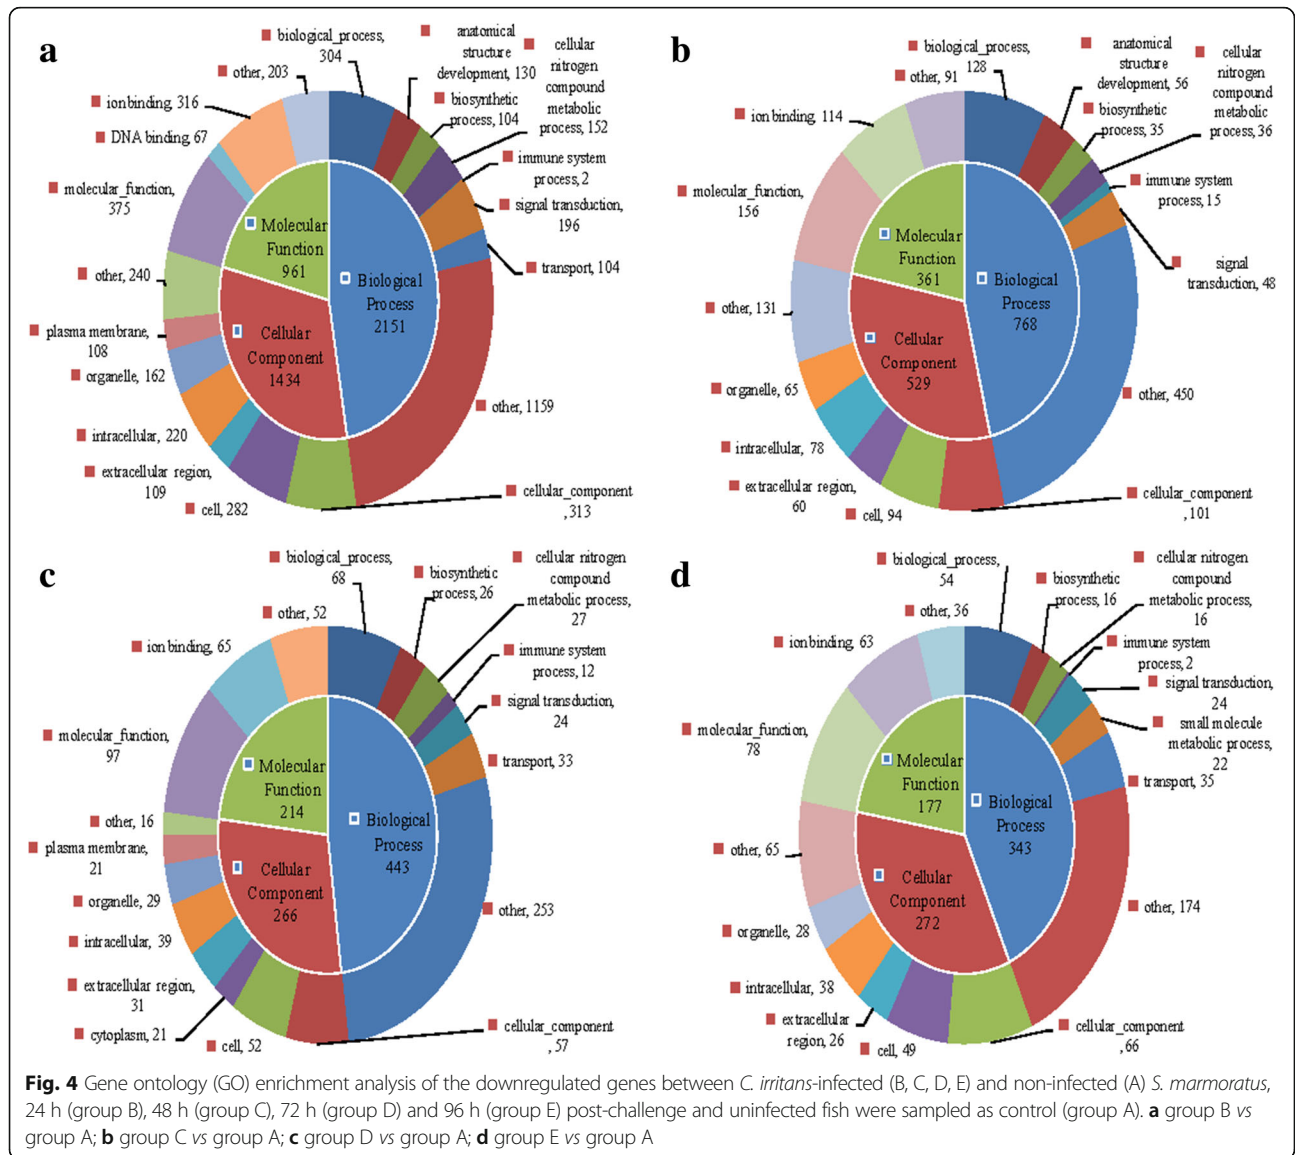 a
biological_process,
304
anatomical
structure
development, 130
cellular
nitrogen
compound
metabolic
process, 152
other, 203
biosynthetic
process, 104
ion binding, 316
DNA binding, 67
immune system
process, 2
molecular_function,
375
signal transduction,
196
Molecular
Function
961
Biological
Process
2151
transport, 104
other, 240
plasma membrane,
108
Cellular
Component
1434
organelle, 162
other, 1159
intracellular, 220
extracellular region,
109
cell, 282
cellular_component
,313
b
biological_process,
128
anatomical
structure
development, 56
cellular
nitrogen
compound
metabolic
process, 36
other, 91
biosynthetic
process, 35
ion binding, 114
immune system
process, 15
molecular_function,
156
Molecular
Function
361
Biological
Process
768
signal
transduction, 48
other, 131
Cellular
Component
529
organelle, 65
other, 450
intracellular, 78
extracellular region,
60
cell, 94
cellular_component
, 101
c
biological_process,
68
biosynthetic
process, 26
cellular nitrogen
compound
metabolic process,
27
other, 52
ion binding, 65
immune system
process, 12
signal transduction,
24
molecular_function,
97
transport, 33
Molecular
Function
214
Biological
Process
443
other, 16
plasma membrane,
21
Cellular
Component
266
organelle, 29
other, 253
intracellular, 39
extracellular region,
31
cytoplasm, 21
cell, 52
cellular_component
, 57
d
biological_process,
54
biosynthetic
process, 16
cellular nitrogen
compound
metabolic process,
16
other, 36
ion binding, 63
immune system
process, 2
signal transduction,
24
small molecule
metabolic process,
22
molecular_function,
78
transport, 35
Molecular
Function
177
Biological
Process
343
other, 65
Cellular
Component
272
organelle, 28
other, 174
intracellular, 38
extracellular
region, 26
cell, 49
cellular_component
,66
Fig. 4 Gene ontology (GO) enrichment analysis of the downregulated genes between C. irritans-infected (B, C, D, E) and non-infected (A) S. marmoratus,
24 h (group B), 48 h (group C), 72 h (group D) and 96 h (group E) post-challenge and uninfected fish were sampled as control (group A). a group B vs
group A; b group C vs group A; c group D vs group A; d group E vs group A